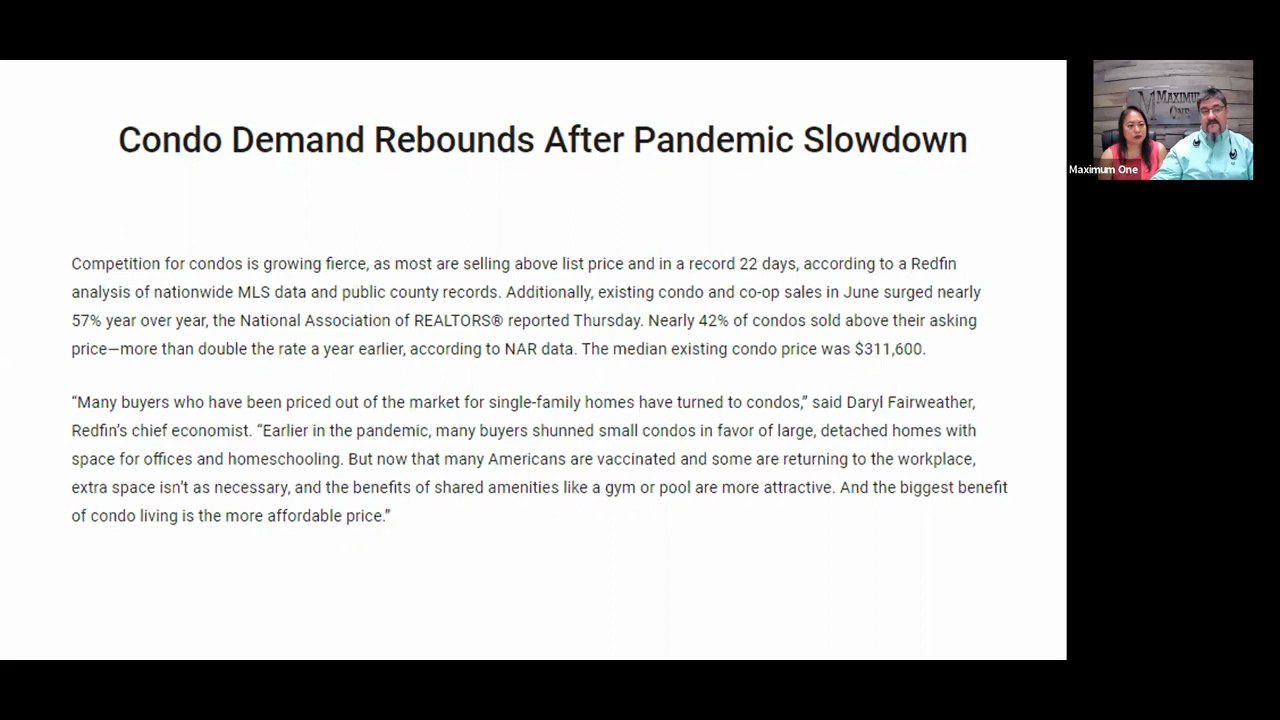 Condo Demand Rebounds After Pandemic Slowdown
Competition for condos is growing fierce, as most are selling above list price and in a record 22 days, according to a Redfin
analysis of nationwide MLS data and public county records. Additionally, existing condo and co-op sales in June surged nearly
57% year over year, the National Association of REALTORS® reported Thursday. Nearly 42% of condos sold above their asking
price—more than double the rate a year earlier, according to NAR data. The median existing condo price was $311,600.
“Many buyers who have been priced out of the market for single-family homes have turned to condos,” said Daryl Fairweather,
Redfin’s chief economist. “Earlier in the pandemic, many buyers shunned small condos in favor of large, detached homes with
space for offices and homeschooling. But now that many Americans are vaccinated and some are returning to the workplace,
extra space isn’t as necessary, and the benefits of shared amenities like a gym or pool are more attractive. And the biggest benefit
of condo living is the more affordable price.”
Maximum One